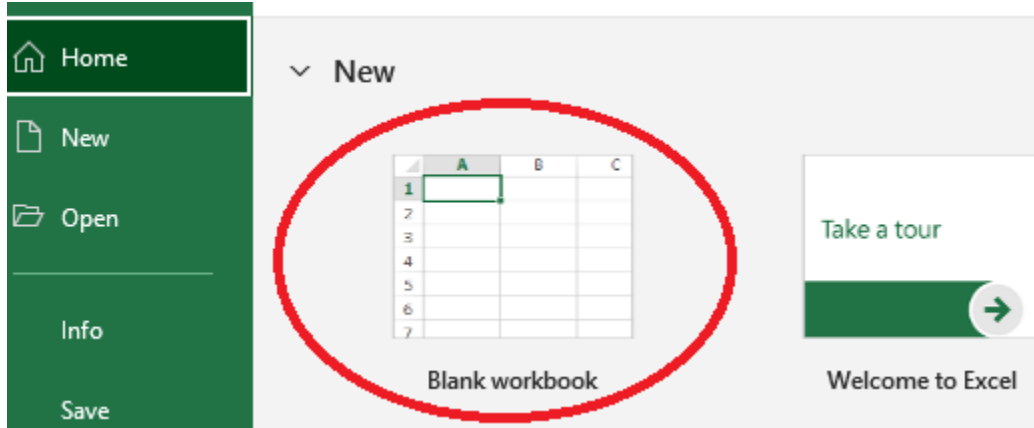 Home
New
Open
Info
Save
New
A B C
1
2
3
4
5
6
7
Blank workbook
Take a tour
Welcome to Excel